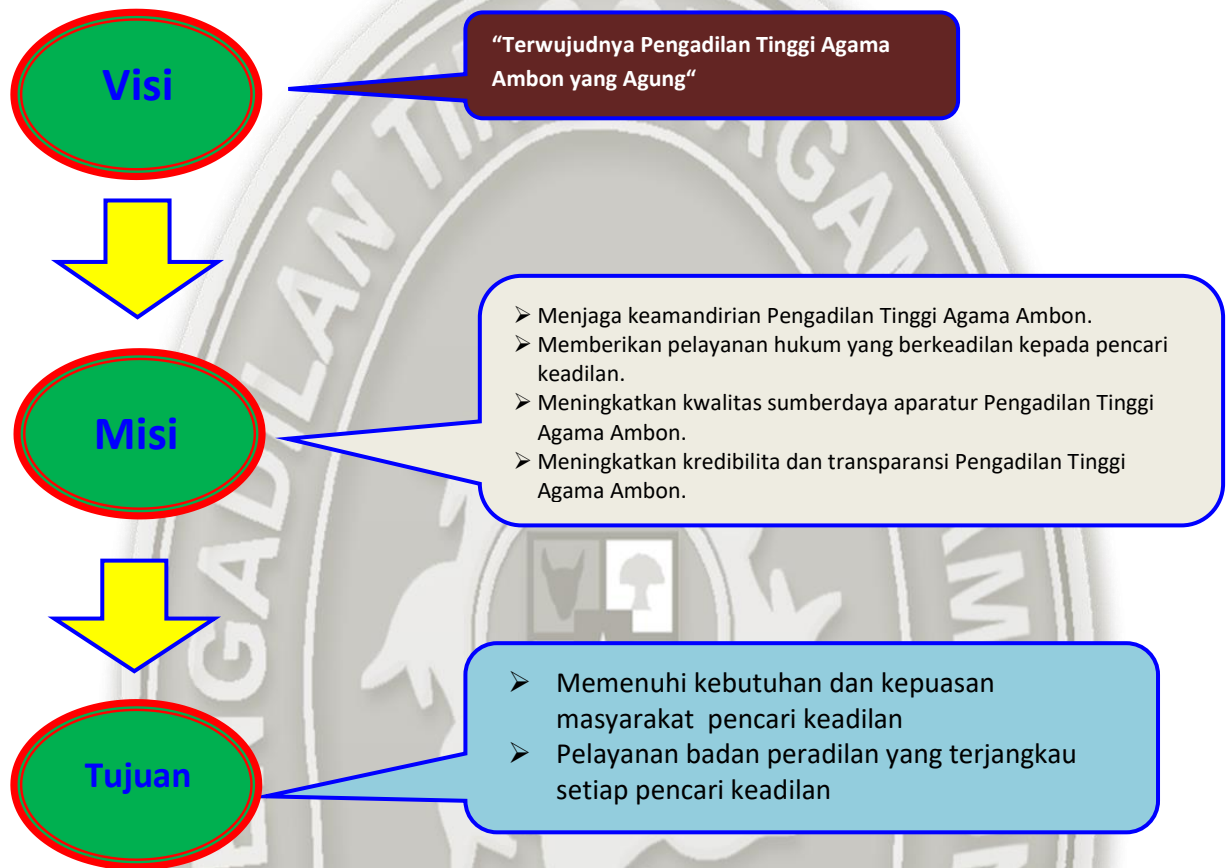 Visi
“Terwujudnya Pengadilan Tinggi Agama
Ambon yang Agung“
Misi
➢ Menjaga keamandirian Pengadilan Tinggi Agama Ambon.
➢ Memberikan pelayanan hukum yang berkeadilan kepada pencari
keadilan.
➢ Meningkatkan kwalitas sumberdaya aparatur Pengadilan Tinggi
Agama Ambon.
➢ Meningkatkan kredibilita dan transparansi Pengadilan Tinggi
Agama Ambon.
Tujuan
➢ Memenuhi kebutuhan dan kepuasan
masyarakat pencari keadilan
➢ Pelayanan badan peradilan yang terjangkau
setiap pencari keadilan